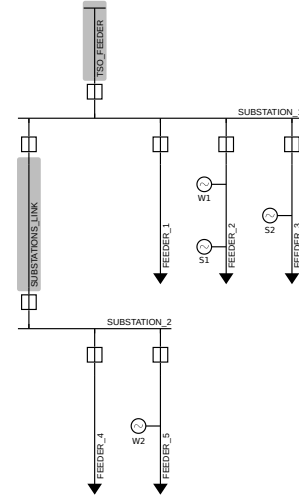 TSO_FEEDER
SUBSTATION_
SUBSTATIONS_LINK
FEEDER_1
W1
S1
FEEDER_2
S2
FEEDER_3
SUBSTATION_2
FEEDER_4
W2
FEEDER_5